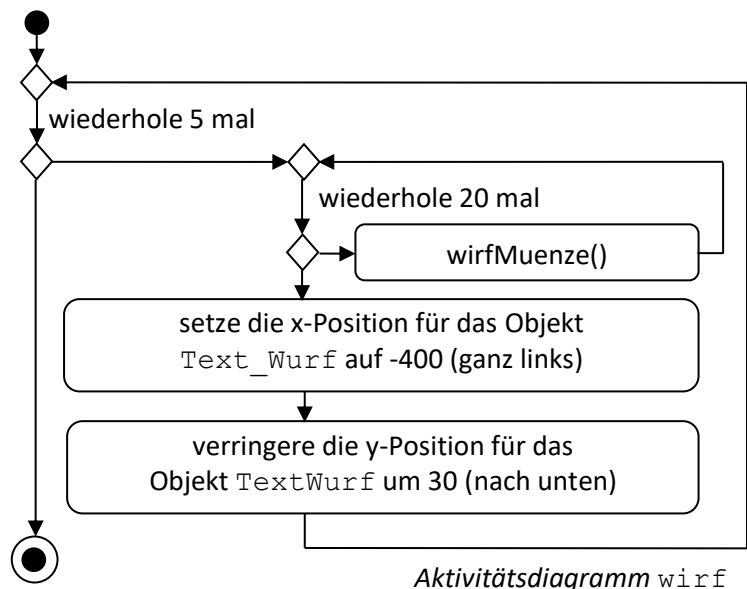 wiederhole 5 mal
wiederhole 20 mal
wirfMuenze()
setze die x-Position für das Objekt
Text_Wurf auf -400 (ganz links)
verringere die y-Position für das
Objekt TextWurf um 30 (nach unten)
Aktivitätsdiagramm wirf